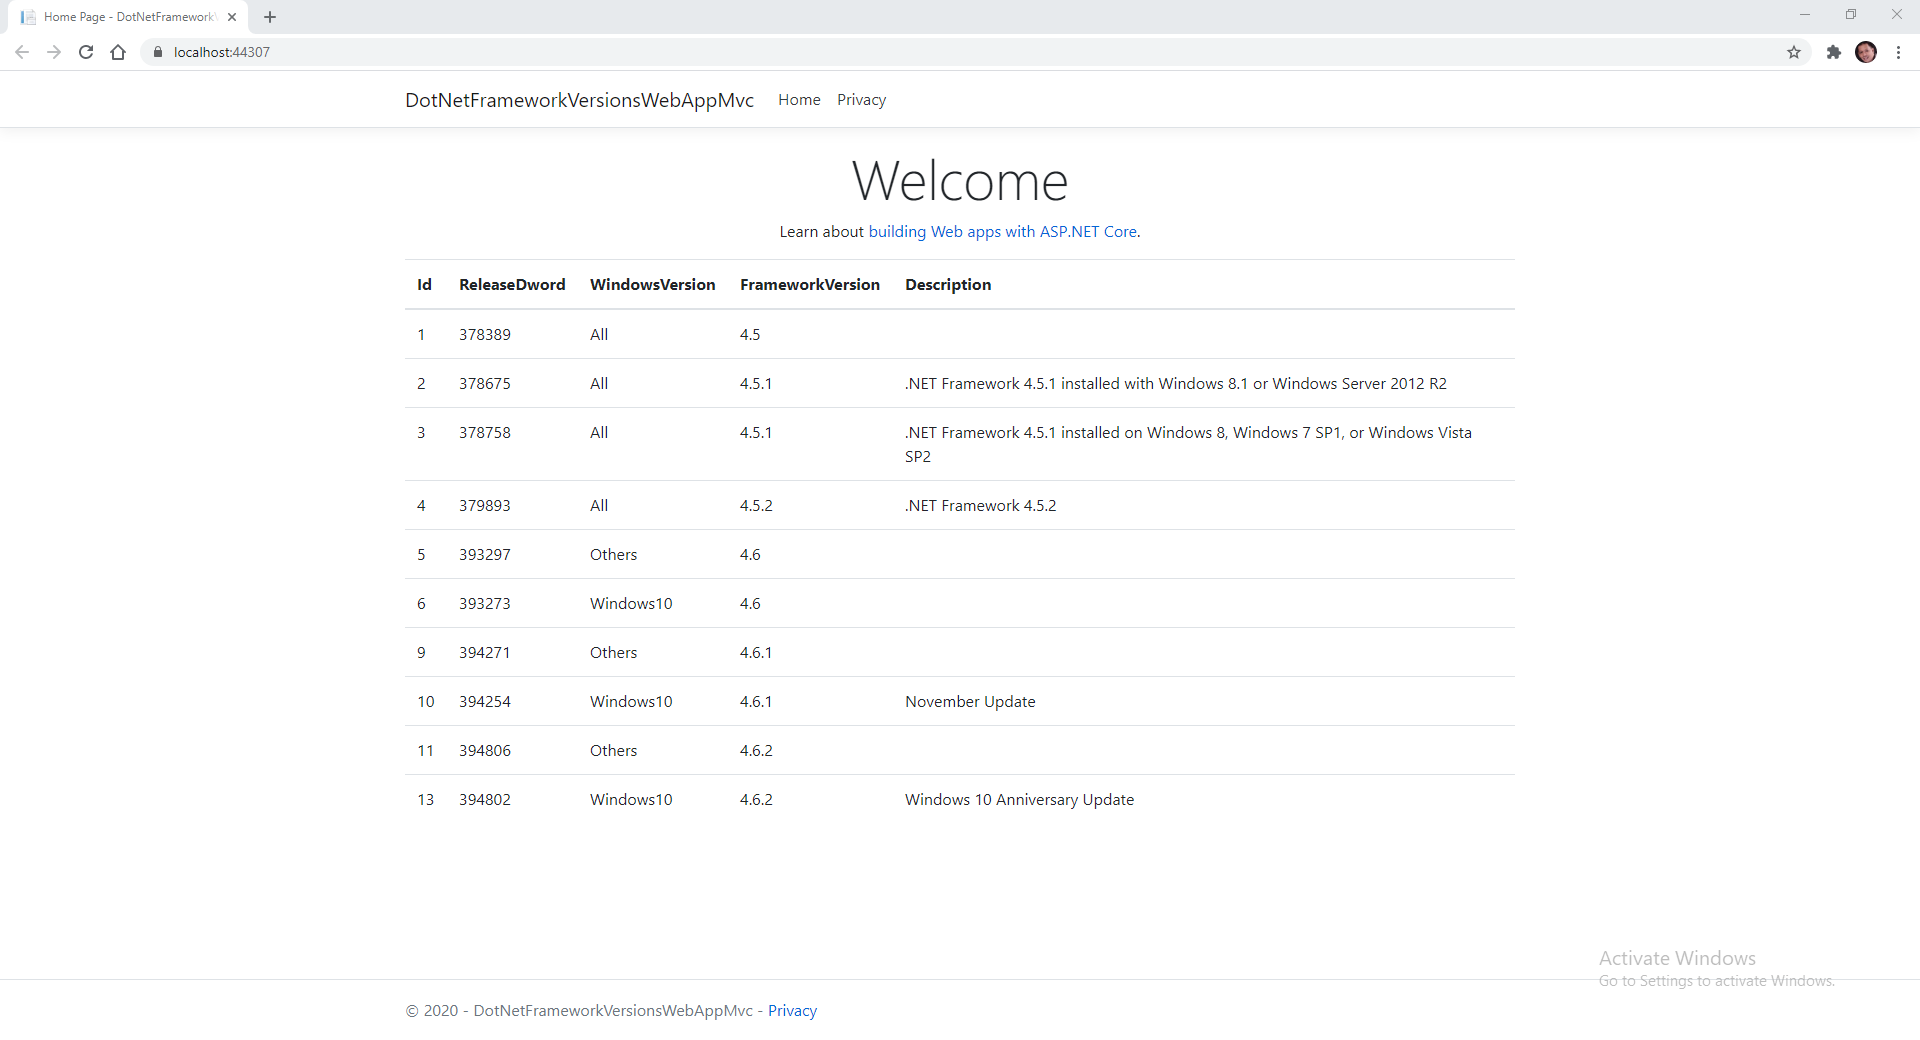 Home Page - DotNetFramework
localhost:44307
DotNetFrameworkVersionsWebAppMvc Home Privacy
Welcome
Learn about building Web apps with ASP.NET Core.
Id ReleaseDword WindowsVersion FrameworkVersion Description
1 378389 All 4.5
2 378675 All 4.5.1 .NET Framework 4.5.1 installed with Windows 8.1 or Windows Server 2012 R2
3 378758 All 4.5.1 .NET Framework 4.5.1 installed on Windows 8, Windows 7 SP1, or Windows Vista
SP2
4 379893 All 4.5.2 .NET Framework 4.5.2
5 393297 Others 4.6
6 393273 Windows10 4.6
9 394271 Others 4.6.1
10 394254 Windows10 4.6.1 November Update
11 394806 Others 4.6.2
13 394802 Windows10 4.6.2 Windows 10 Anniversary Update
Activate Windows
Go to Settings to activate Windows.
© 2020 - DotNetFrameworkVersionsWebAppMvc - Privacy